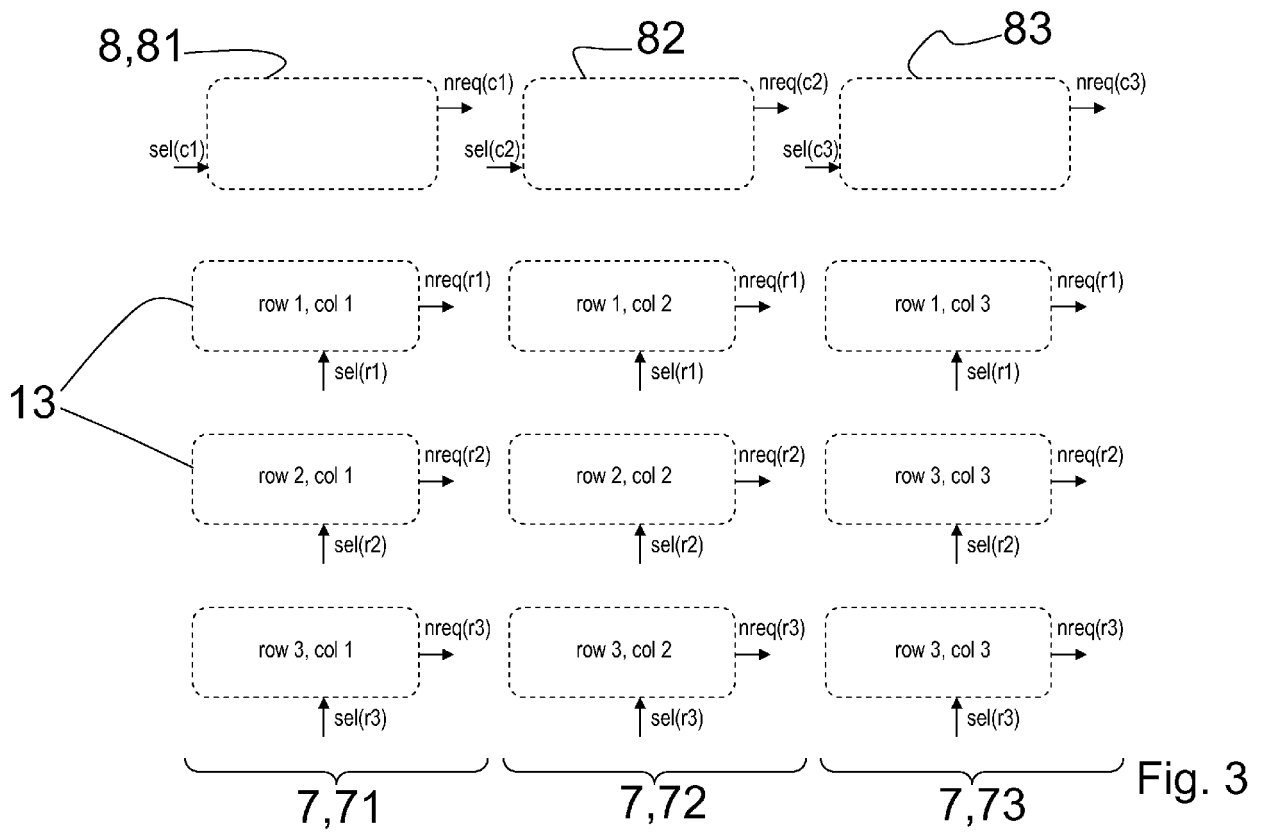 8,81 82 83
nreq(c1) nreq(c2) nreq(c3)
sel(c1) sel(c2) sel(c3)
nreq(r1) nreq(r1) nreq(r1)
row 1, col 1 row 1, col 2 row 1, col 3
sel(r1) sel(r1) sel(r1)
13
nreq(r2) nreq(r2) nreq(r2)
row 2, col 1 row 2, col 2 row 3, col 3
sel(r2) sel(r2) sel(r2)
nreq(r3) nreq(r3) nreq(r3)
row 3, col 1 row 3, col 2 row 3, col 3
sel(r3) sel(r3) sel(r3)
Fig. 3
7,71 7,72 7,73